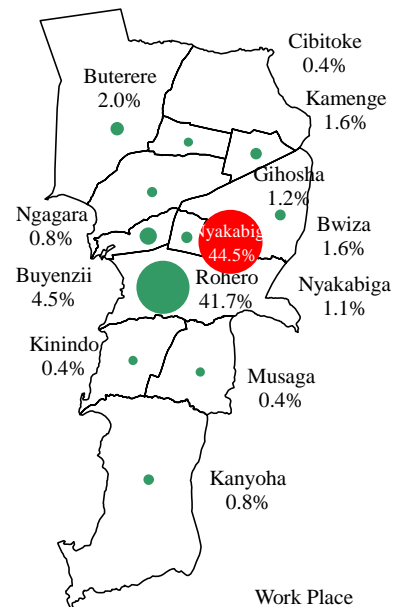 Cibitoke
0.4%
Buterere
2.0%
Kamenge
1.6%
Gihosha
1.2%
Ngagara
0.8%
Nyakabig
44.5%
Bwiza
1.6%
Buyenzii
4.5%
Rohero
41.7%
Nyakabiga
1.1%
Kinindo
0.4%
Musaga
0.4%
Kanyoha
0.8%
Work Place